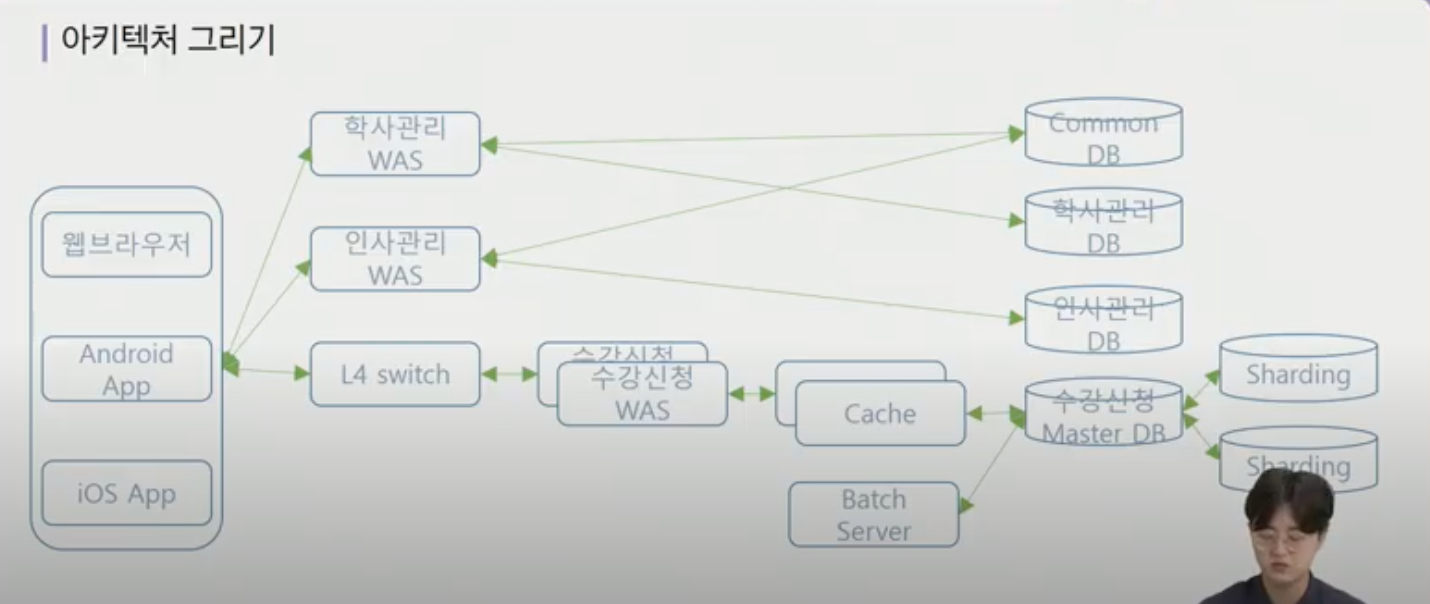 아키텍처 그리기
웹브라우저
Android
App
iOS App
학사관리
WAS
인사관리
WAS
L4 switch
수강신청
수강신청
WAS
Cache
Batch
Server
Common
DB
학사관리
DB
인사관리
DB
수강신청
Master DB
Sharding
Sharding